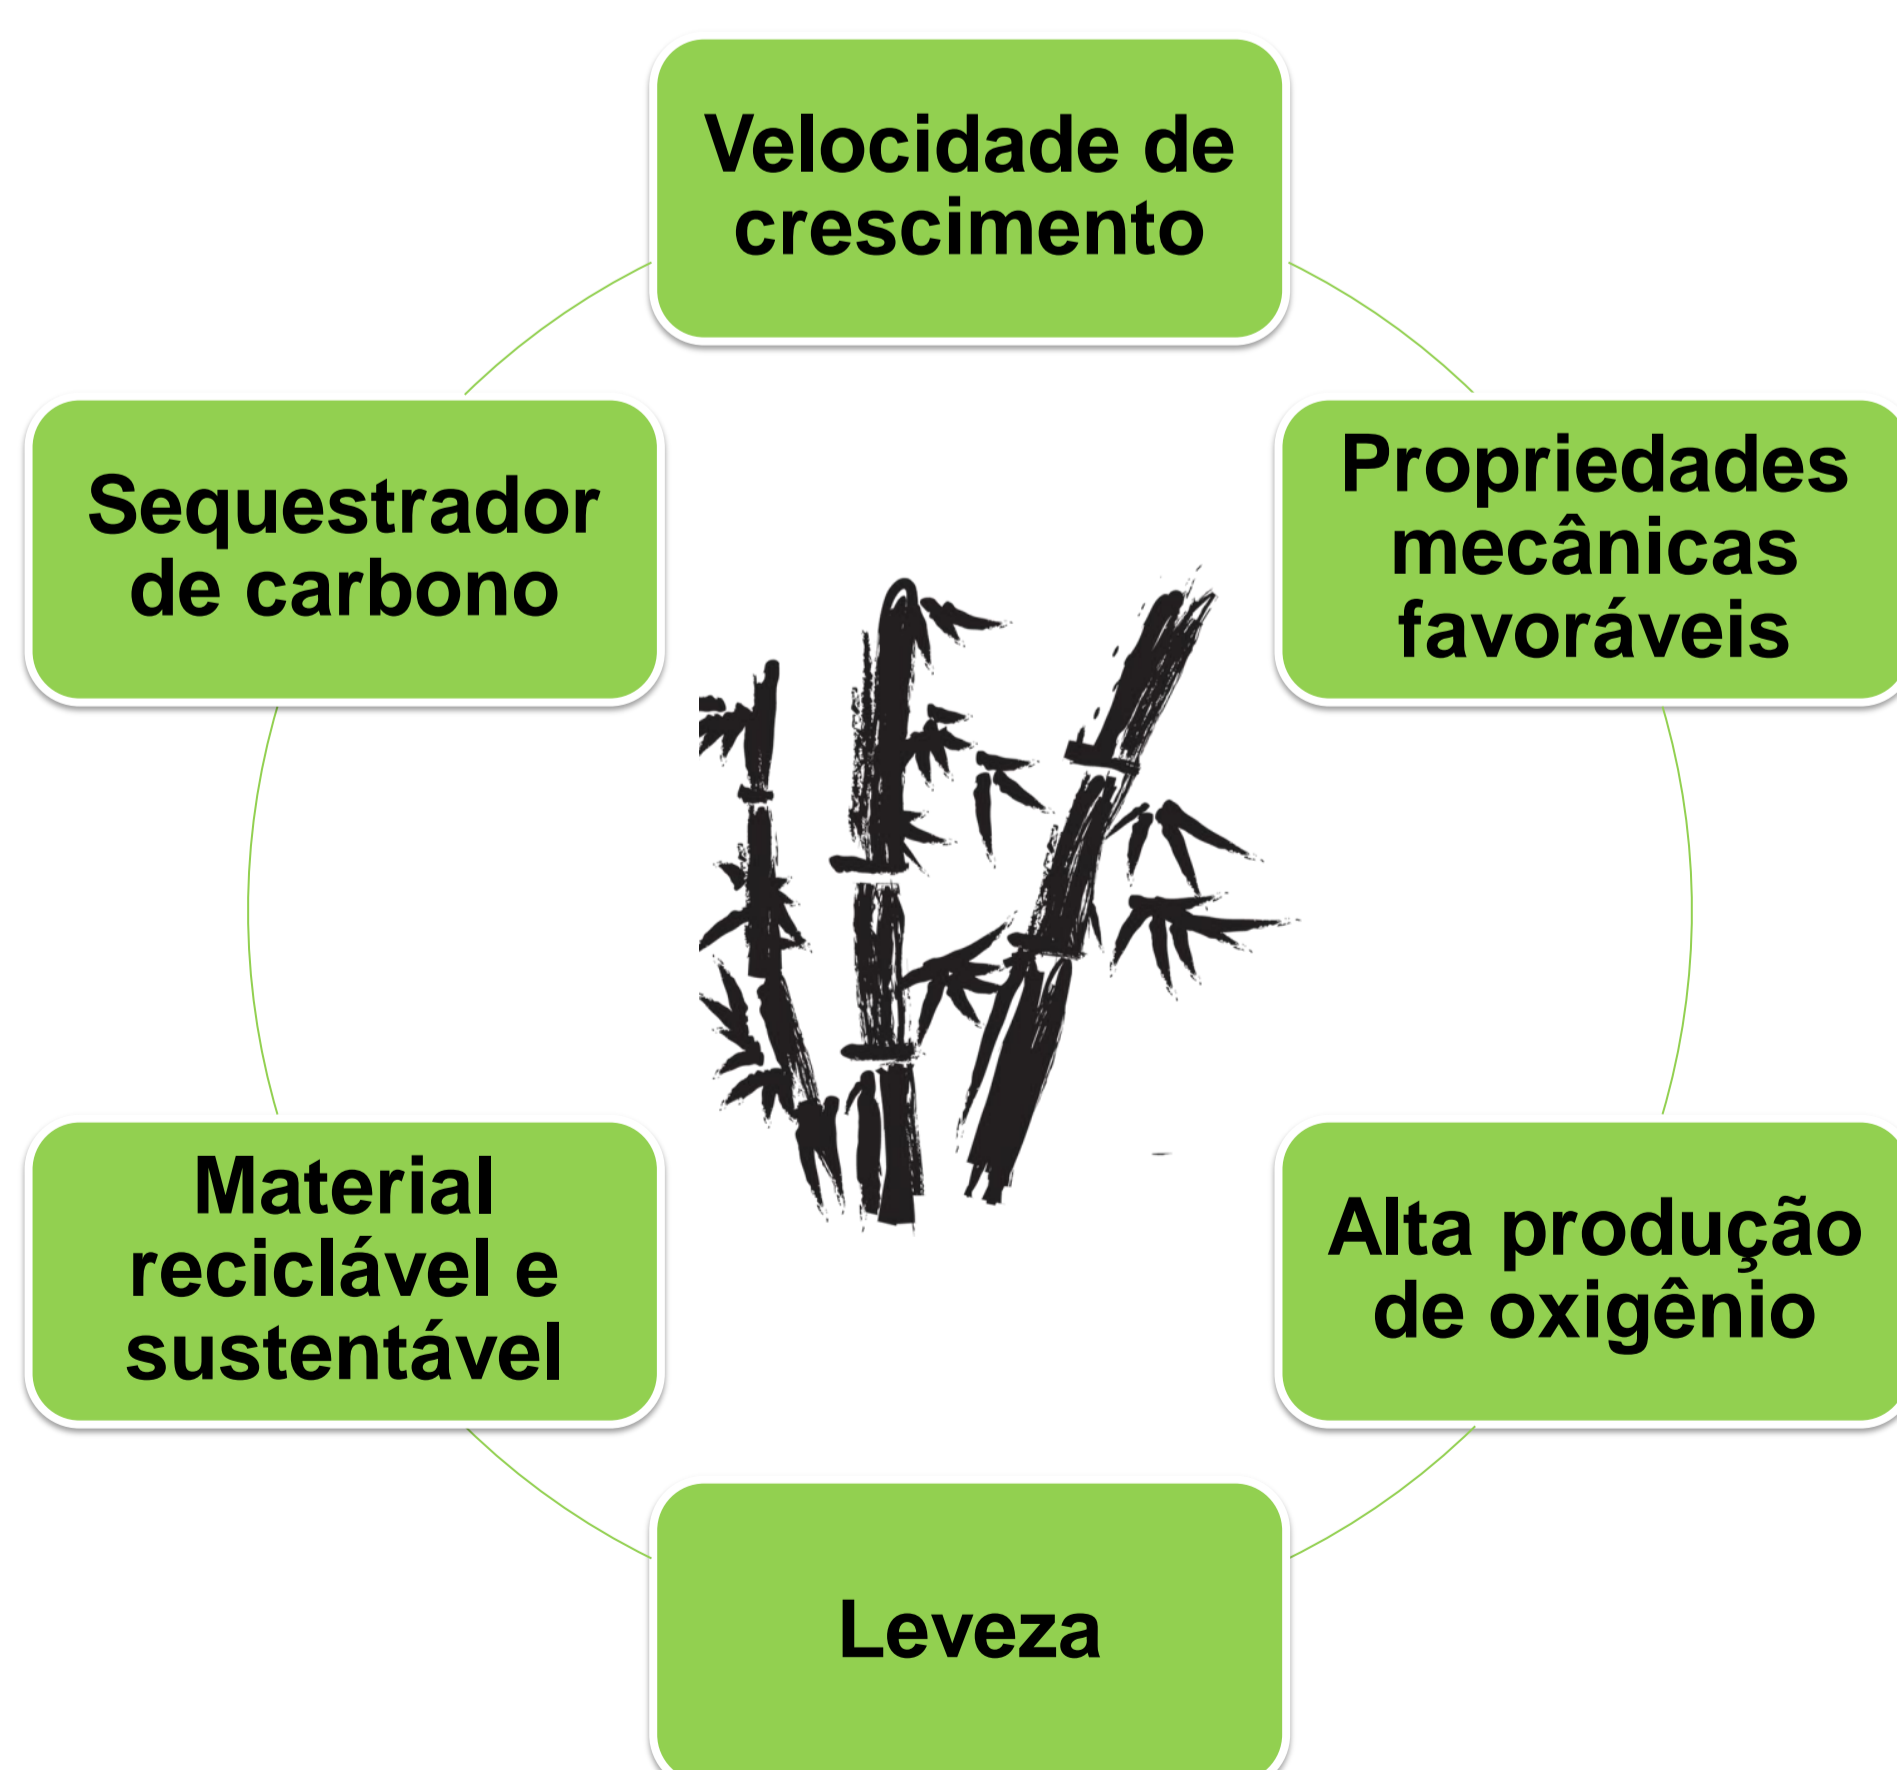 Velocidade de
crescimento
Propriedades
mecânicas
favoráveis
Alta produção
de oxigênio
Leveza
Material
reciclável e
sustentável
Sequestrador
de carbono